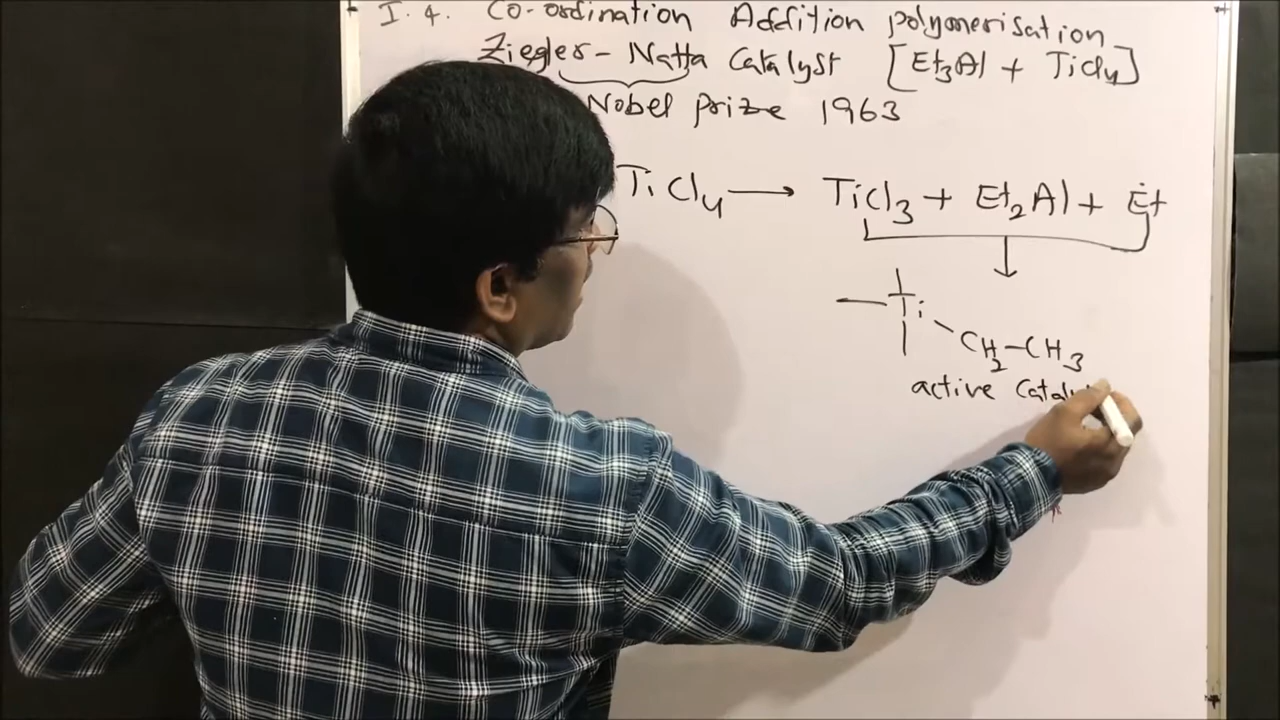 I. 4. Co-ordination Addition polymerisation
Ziegler-Natta Catalyst [Et3Al + TiCl4]
Nobel prize 1963
TiCl4 → TiCl3 + Et2Al + Ėt
Ti
CH2-CH3
active